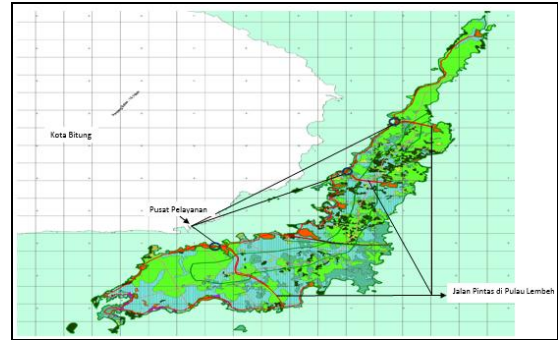 Kota Bitung
Pusat Pelayanan
Jalan Pintas di Pulau Lembeh